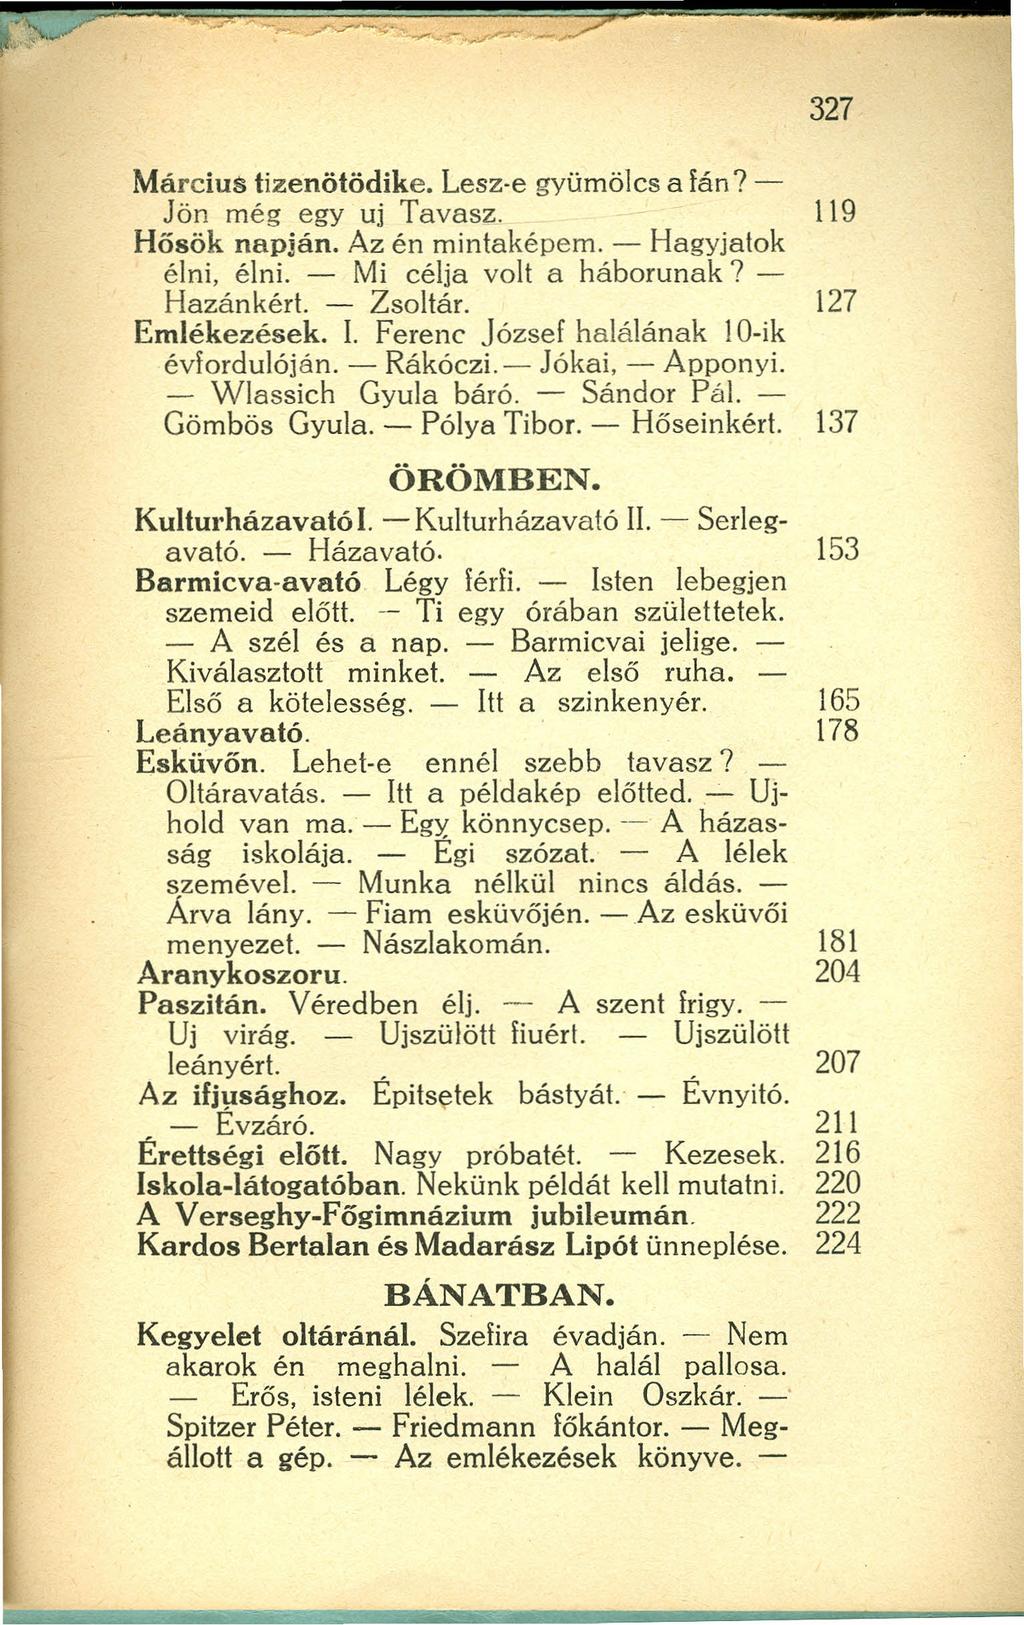 327
Március tizenötödike. Lesz-e gyümölcs a fán? —
Jön még egy uj Tavasz. 119
Hősök napján. Az én mintaképem. — Hagyjatok
élni, élni. — Mi célja volt a háborunak? —
Hazánkért. — Zsoltár. 127
Emlékezések. I. Ferenc József halálának 10-ik
évfordulóján. — Rákóczi. — Jókai, — Apponyi.
— Wlassich Gyula báró. — Sándor Pál. —
Gömbös Gyula. — Pólya Tibor. — Hőseinkért. 137
ÖRÖMBEN.
Kulturházavató I. — Kulturházavató II. — Serleg-
avató. — Házavató. 153
Barmicva-avató Légy férfi. — Isten lebegjen
szemeid előtt. — Ti egy órában születtetek.
— A szél és a nap. — Barmicvai jelige. —
Kiválasztott minket. — Az első ruha. —
Első a kötelesség. — Itt a szinkenyér. 165
Leányavató. 178
Esküvőn. Lehet-e ennél szebb tavasz? —
Oltáravatás. — Itt a példakép előtted. — Uj-
hold van ma. — Egy könnycsep. — A házas-
ság iskolája. — Égi szózat. — A lélek
szemével. — Munka nélkül nincs áldás. —
Árva lány. — Fiam esküvőjén. — Az esküvői
menyezet. — Nászlakomán. 181
Aranykoszoru. 204
Paszitán. Véredben élj. — A szent frigy. —
Uj virág. — Ujszülött fiuért. — Ujszülött
leányért. 207
Az ifjusághoz. Épitsetek bástyát. — Évnyitó.
— Évzáró. 211
Érettségi előtt. Nagy próbatét. — Kezesek. 216
Iskola-látogatóban. Nekünk példát kell mutatni. 220
A Verseghy-Főgimnázium jubileumán. 222
Kardos Bertalan és Madarász Lipót ünneplése. 224
BÁNATBAN.
Kegyelet oltáránál. Szefira évadján. — Nem
akarok én meghalni. — A halál pallosa.
— Erős, isteni lélek. — Klein Oszkár. —
Spitzer Péter. — Friedmann főkántor. — Meg-
állott a gép. — Az emlékezések könyve. —